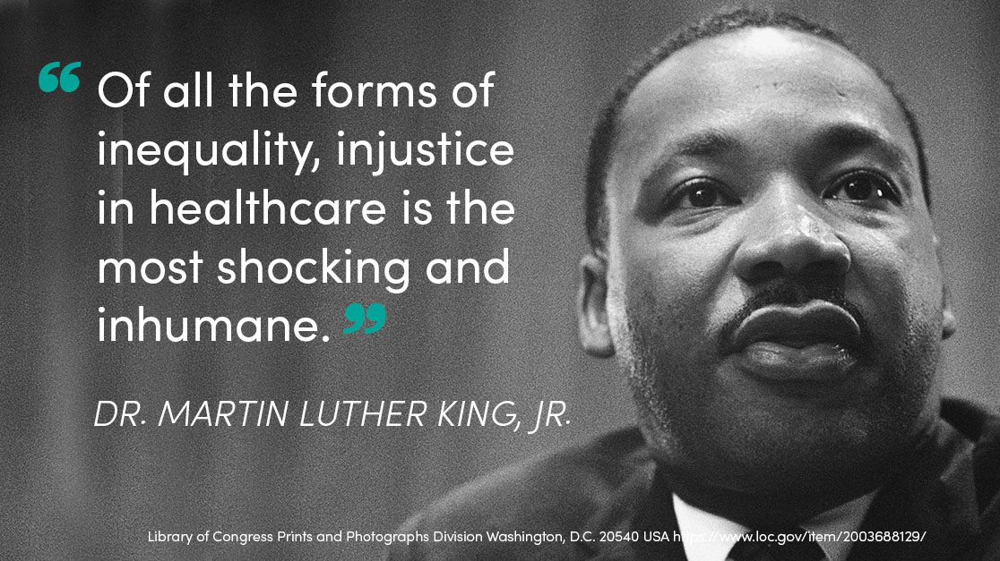 “ Of all the forms of
inequality, injustice
in healthcare is the
most shocking and
inhumane. ”
DR. MARTIN LUTHER KING, JR.
Library of Congress Prints and Photographs Division Washington, D.C. 20540 USA https://www.loc.gov/item/2003688129/